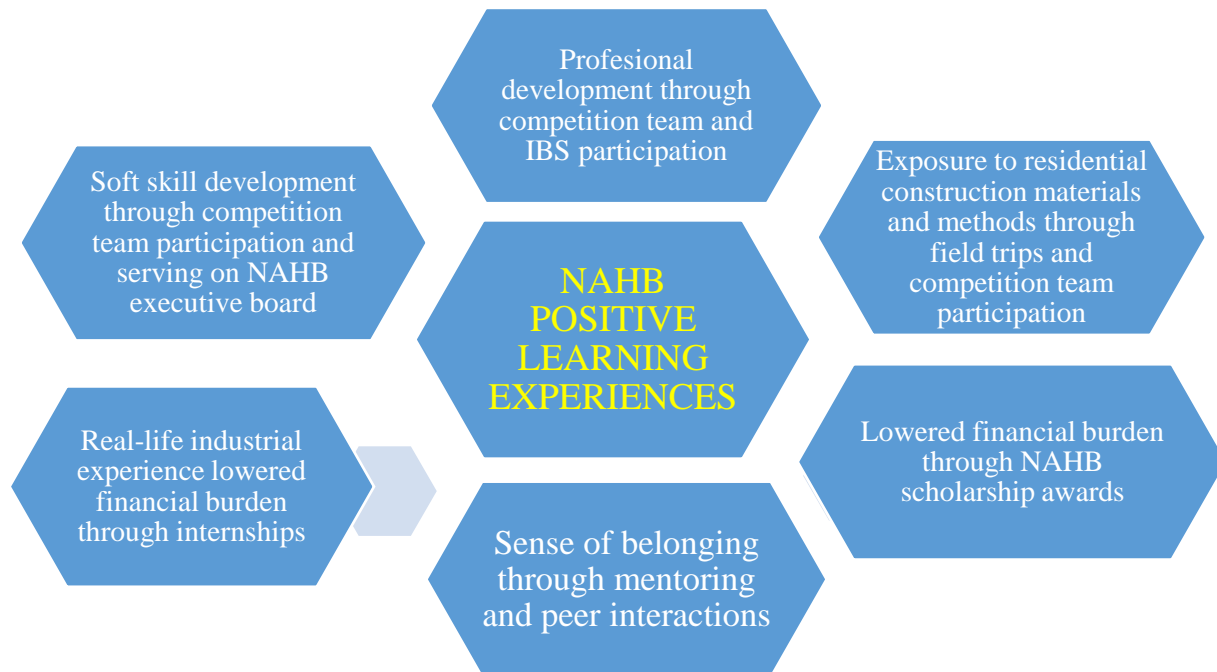 Profesional
development through
competition team and
IBS participation
Soft skill development
through competition
team participation and
serving on NAHB
executive board
Exposure to residential
construction materials
and methods through
field trips and
competition team
participation
NAHB
POSITIVE
LEARNING
EXPERIENCES
Real-life industrial
experience lowered
financial burden
through internships
Lowered financial burden
through NAHB
scholarship awards
Sense of belonging
through mentoring
and peer interactions